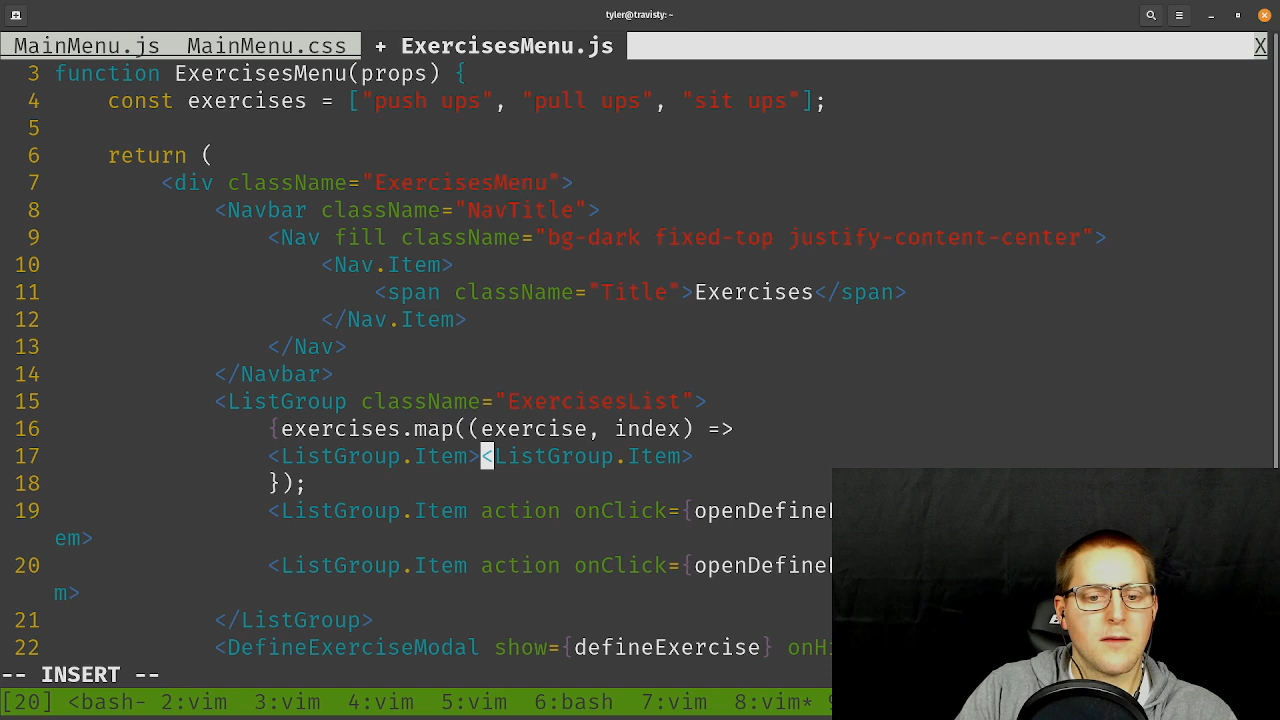 tyler@travisty:~
MainMenu.js MainMenu.css + ExercisesMenu.js X
3 function ExercisesMenu(props) {
4 const exercises = ["push ups", "pull ups", "sit ups"];
5
6 return (
7 <div className="ExercisesMenu">
8 <Navbar className="NavTitle">
9 <Nav fill className="bg-dark fixed-top justify-content-center">
10 <Nav.Item>
11 <span className="Title">Exercises</span>
12 </Nav.Item>
13 </Nav>
14 </Navbar>
15 <ListGroup className="ExercisesList">
16 {exercises.map((exercise, index) =>
17 <ListGroup.Item><ListGroup.Item>
18 });
19 <ListGroup.Item action onClick={openDefine
em>
20 <ListGroup.Item action onClick={openDefine
m>
21 </ListGroup>
22 <DefineExerciseModal show={defineExercise} onH
-- INSERT --
[20] <bash- 2:vim 3:vim 4:vim 5:vim 6:bash 7:vim 8:vim*